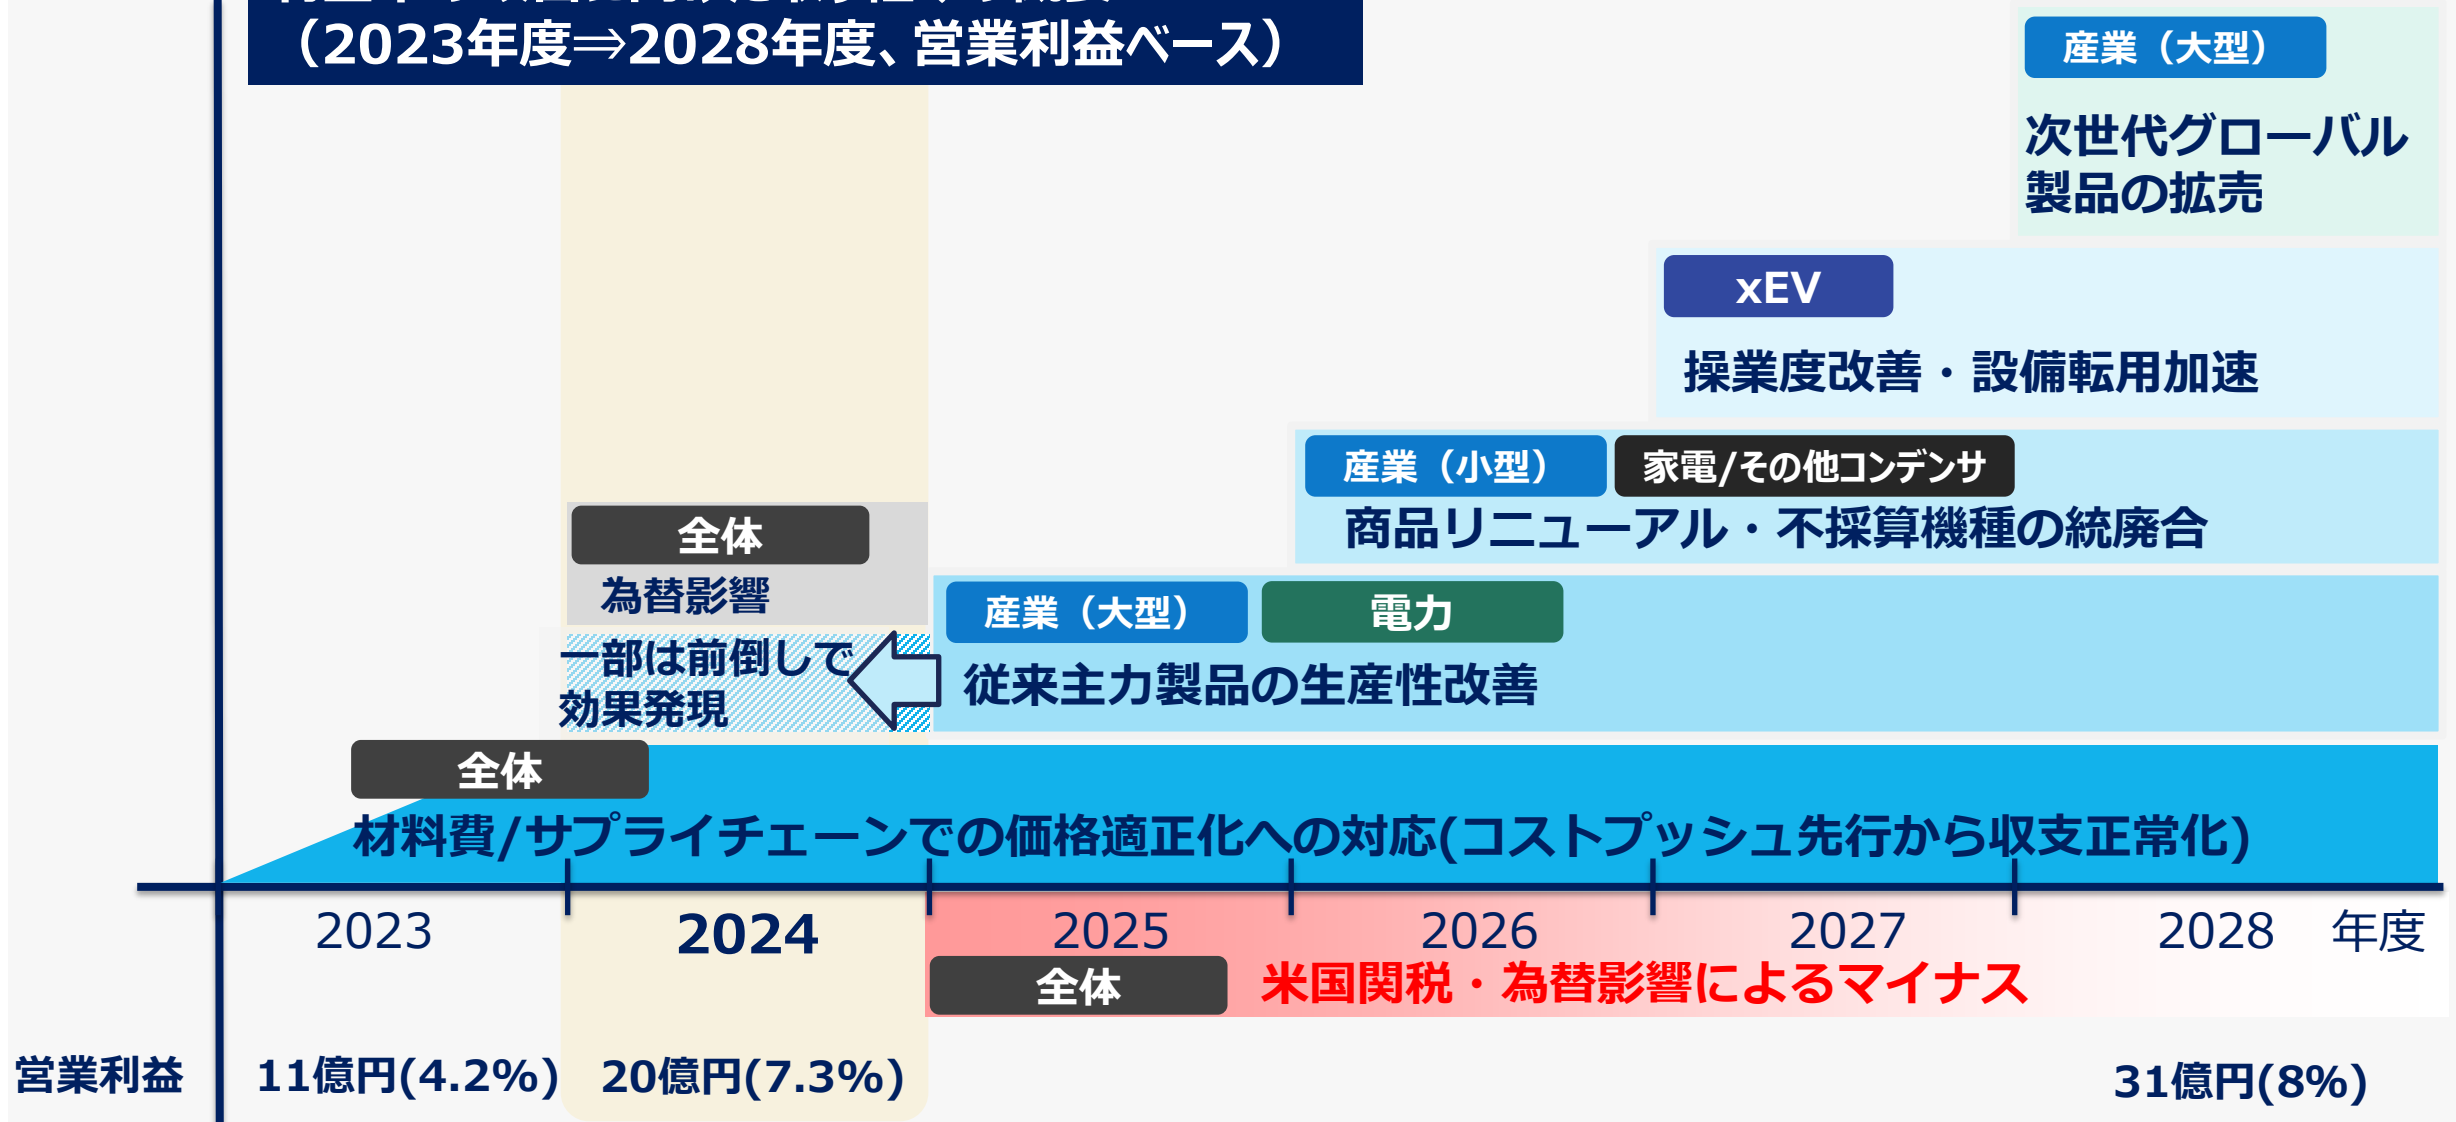 （2023年度⇒2028年度、営業利益ベース）
産業（大型）
次世代グローバル
製品の拡売
xEV
操業度改善・設備転用加速
産業（小型）
家電/その他コンデンサ
商品リニューアル・不採算機種の統廃合
全体
為替影響
産業（大型）
電力
従来主力製品の生産性改善
一部は前倒しで
効果発現
全体
材料費/サプライチェーンでの価格適正化への対応(コストプッシュ先行から収支正常化)
2023
2024
2025
2026
2027
2028
年度
全体
米国関税・為替影響によるマイナス
営業利益
11億円(4.2%)
20億円(7.3%)
31億円(8%)